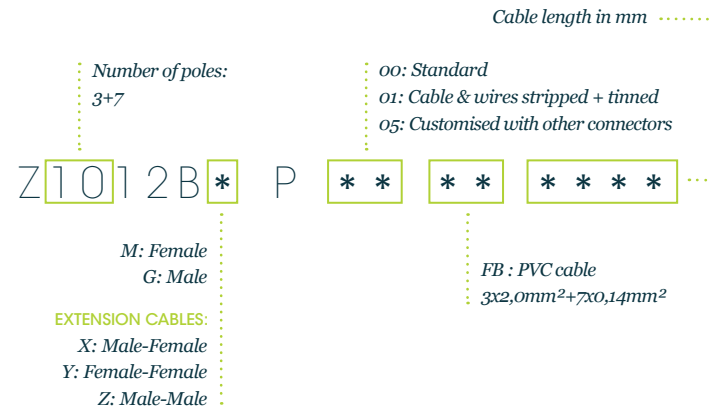 Cable length in mm
Number of poles:
3+7
00: Standard
01: Cable & wires stripped + tinned
05: Customised with other connectors
Z1012B* P ** ** ****
M: Female
G: Male
EXTENSION CABLES:
X: Male-Female
Y: Female-Female
Z: Male-Male
FB : PVC cable
3x2,0mm²+7x0,14mm²